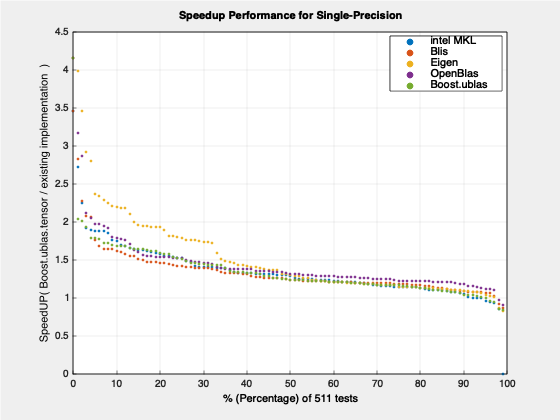 Speedup Performance for Single-Precision
4.5
4
3.5
3
2.5
2
1.5
1
0.5
0
SpeedUP( Boost.ublas.tensor / existing implementation )
intel MKL
Blis
Eigen
OpenBlas
Boost.ublas
0 10 20 30 40 50 60 70 80 90 100
% (Percentage) of 511 tests